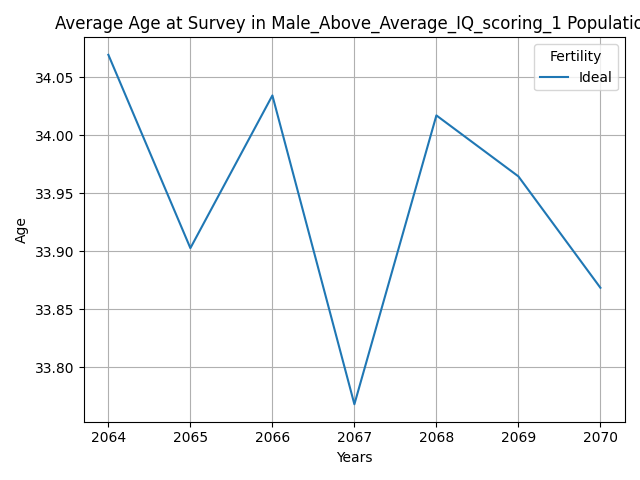 Average Age at Survey in Male_Above_Average_IQ_scoring_1 Populatio
Fertility
Ideal
34.05
34.00
33.95
33.90
33.85
33.80
Age
2064 2065 2066 2067 2068 2069 2070
Years